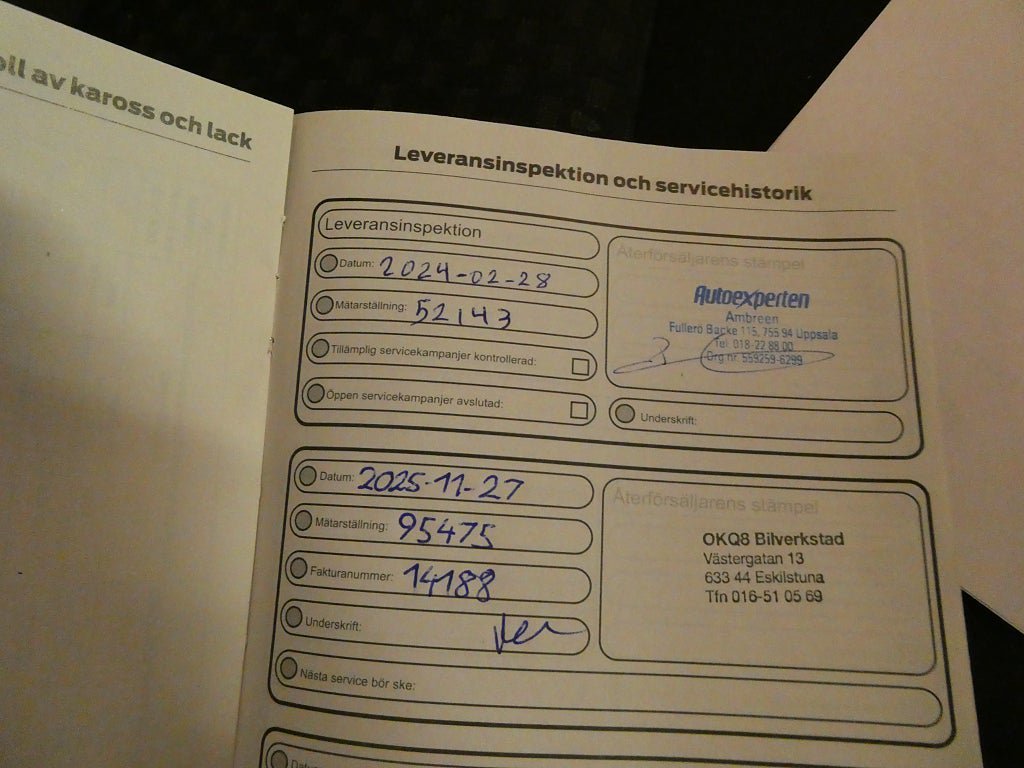 oll av kaross och lack
Leveransinspektion och servicehistorik
Leveransinspektion
Datum: 2024-02-28
Mätarställning: 52143
Tillämplig servicekampanjer kontrollerad:
Öppen servicekampanjer avslutad:
Återförsäljarens stämpel
Autoexperten
Ambreen
Fullerö Backe 115, 755 94 Uppsala
Tel: 018-22 88 00
Org nr. 559259-6299
Underskrift:
Datum: 2025-11-27
Mätarställning: 95475
Fakturanummer: 14188
Underskrift:
Nästa service bör ske:
Återförsäljarens stämpel
OKQ8 Bilverkstad
Västergatan 13
633 44 Eskilstuna
Tfn 016-51 05 69